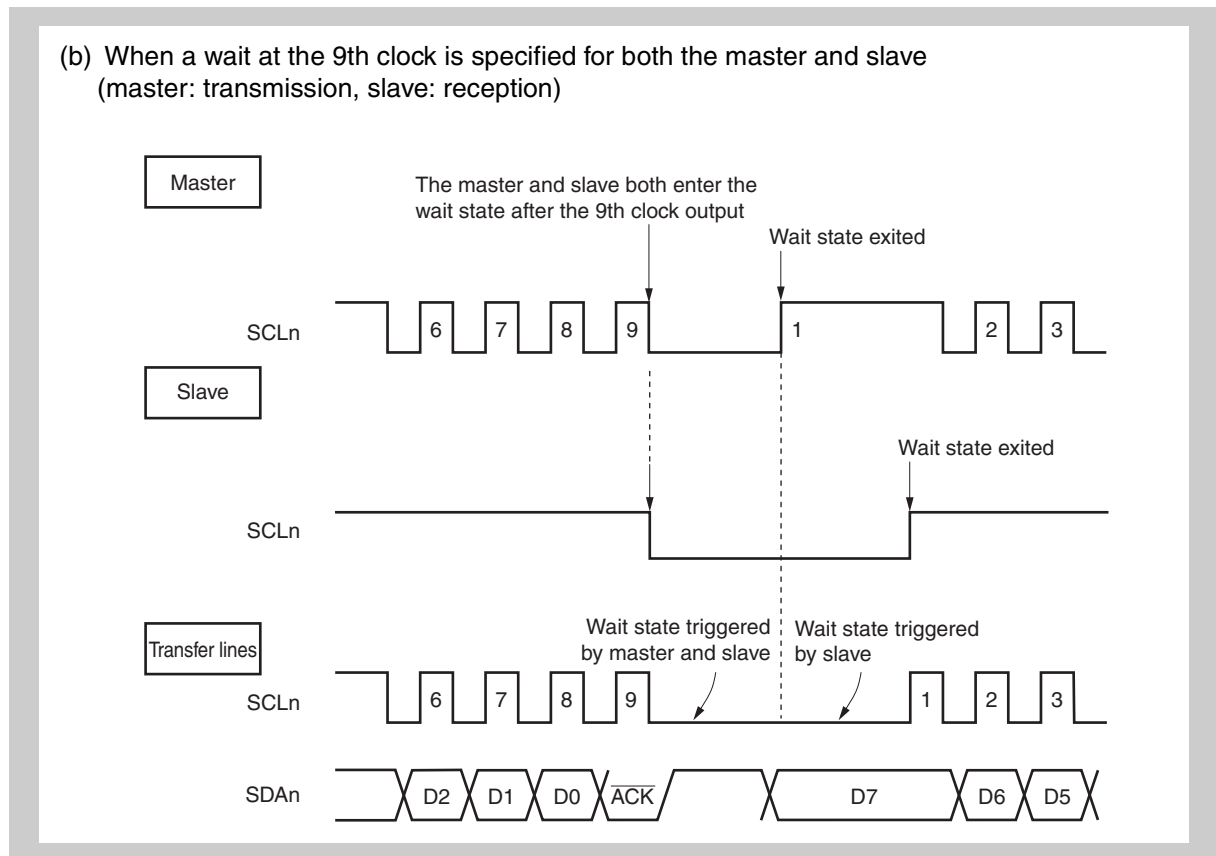 (b) When a wait at the 9th clock is specified for both the master and slave
(master: transmission, slave: reception)
Master
The master and slave both enter the
wait state after the 9th clock output
Wait state exited
SCLn
6 7 8 9 1 2 3
Slave
Wait state exited
SCLn
Transfer lines
Wait state triggered
by master and slave
Wait state triggered
by slave
SCLn
6 7 8 9 1 2 3
SDAn
D2 D1 D0 ACK D7 D6 D5